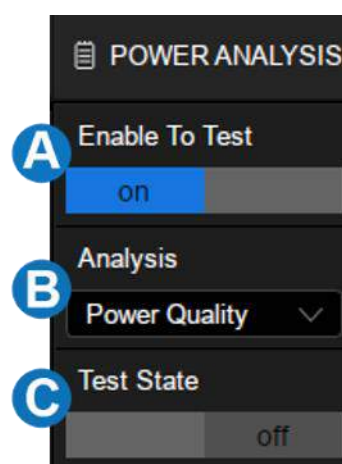 POWER ANALYSIS
A
Enable To Test
on
Analysis
B
Power Quality
Test State
C
off